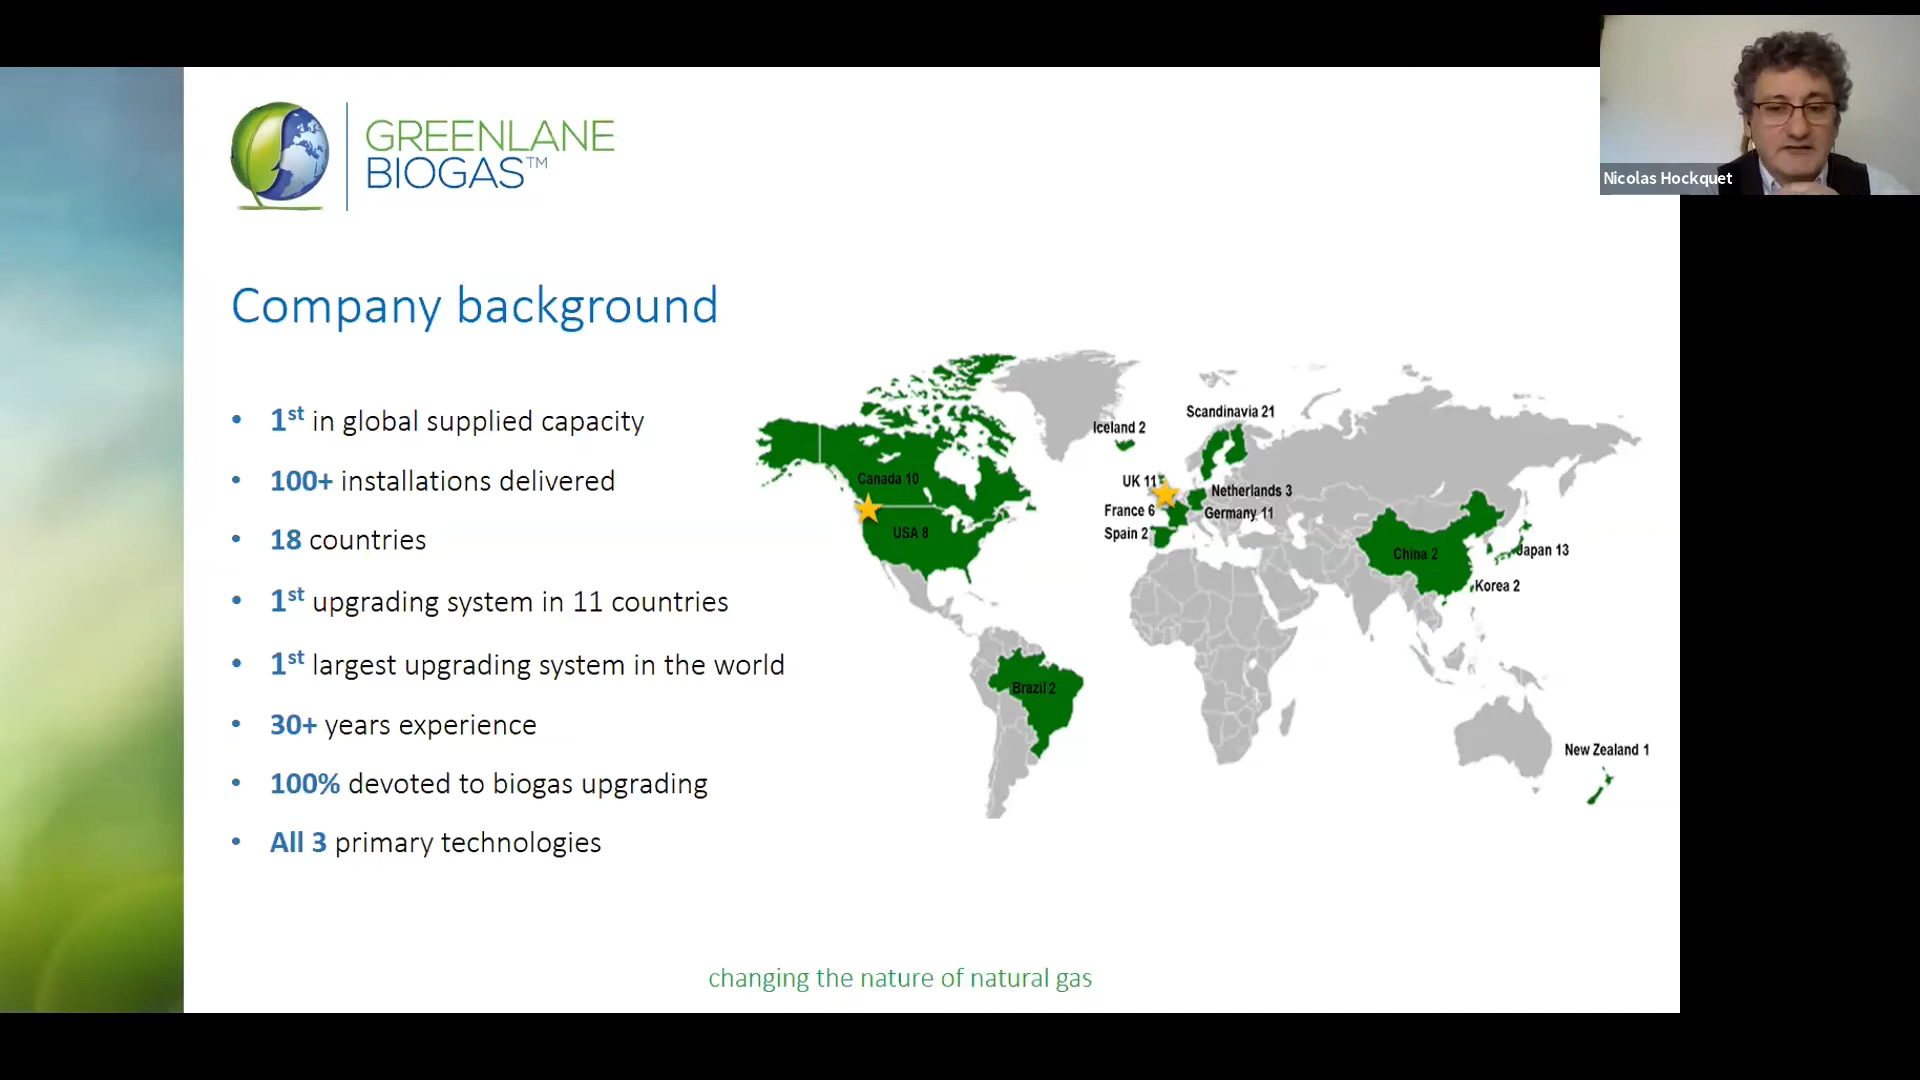 GREENLANE
BIOGAS™
Nicolas Hockquet
Company background
• 1st in global supplied capacity
• 100+ installations delivered
• 18 countries
• 1st upgrading system in 11 countries
• 1st largest upgrading system in the world
• 30+ years experience
• 100% devoted to biogas upgrading
• All 3 primary technologies
Scandinavia 21
Iceland 2
Canada 10
UK 11
Netherlands 3
France 6
Germany 11
Spain 2
USA 8
China 2
Japan 13
Korea 2
Brazil 2
New Zealand 1
changing the nature of natural gas